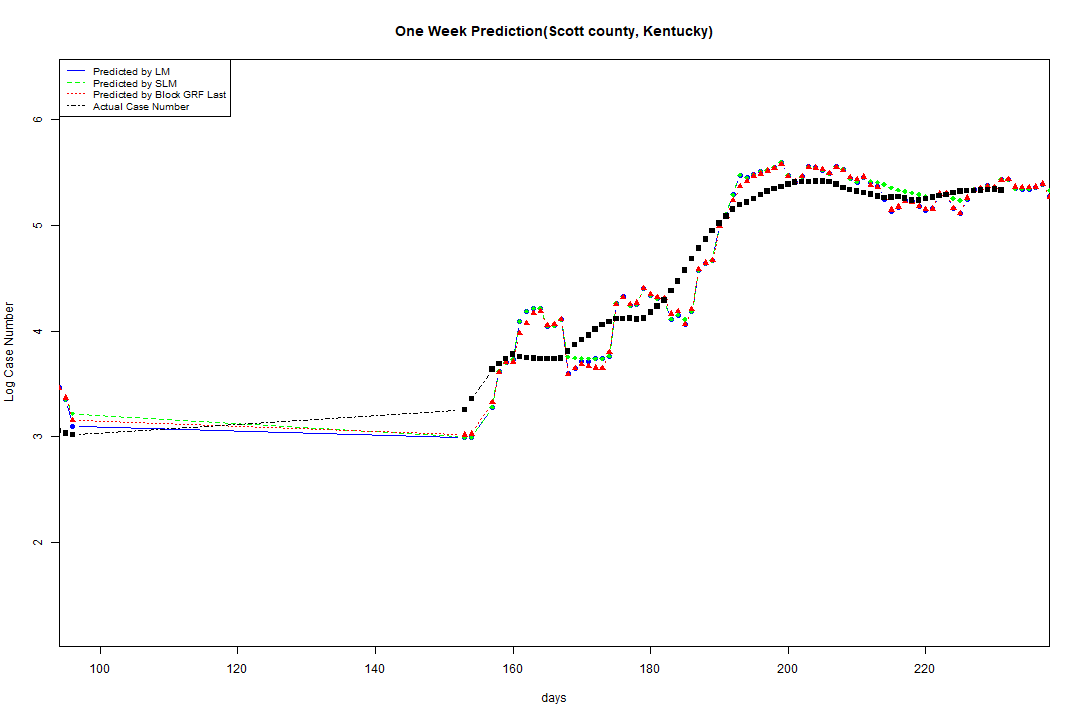 One Week Prediction(Scott county, Kentucky)
Predicted by LM
Predicted by SLM
Predicted by Block GRF Last
Actual Case Number
Log Case Number
6
5
4
3
2
100 120 140 160 180 200 220
days